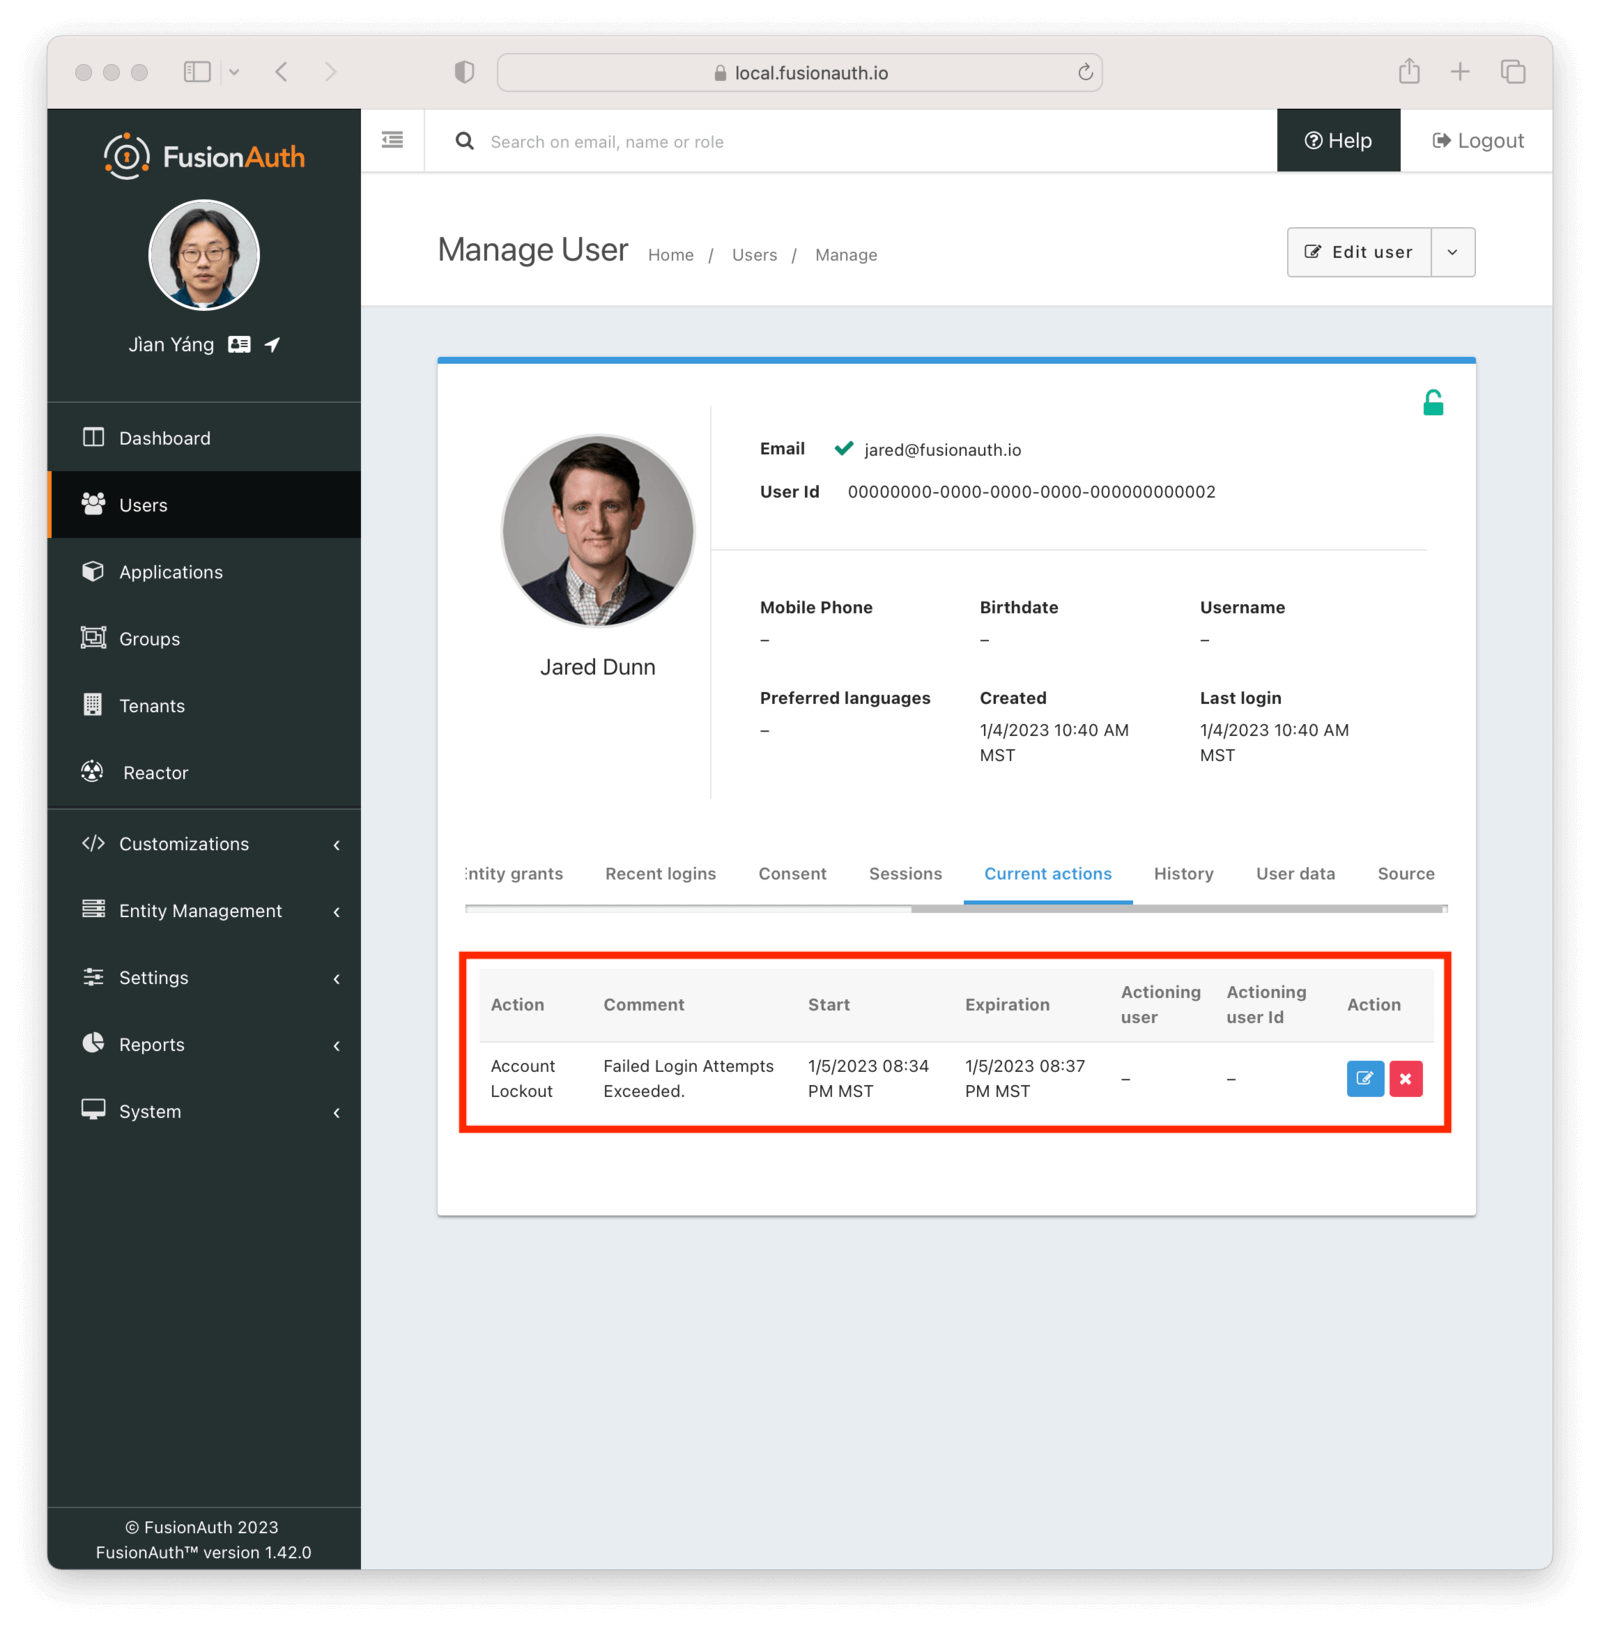 local.fusionauth.io
FusionAuth
Search on email, name or role
Help
Logout
Jìan Yáng
Manage User
Home / Users / Manage
Edit user
Dashboard
Users
Applications
Groups
Tenants
Reactor
Customizations
Entity Management
Settings
Reports
System
Email jared@fusionauth.io
User Id 00000000-0000-0000-0000-000000000002
Jared Dunn
Mobile Phone Birthdate Username
– – –
Preferred languages Created Last login
– 1/4/2023 10:40 AM 1/4/2023 10:40 AM
MST MST
ntity grants Recent logins Consent Sessions Current actions History User data Source
Action Comment Start Expiration Actioning user Actioning user Id Action
Account Failed Login Attempts 1/5/2023 08:34 1/5/2023 08:37 – –
Lockout Exceeded. PM MST PM MST
© FusionAuth 2023
FusionAuth™ version 1.42.0